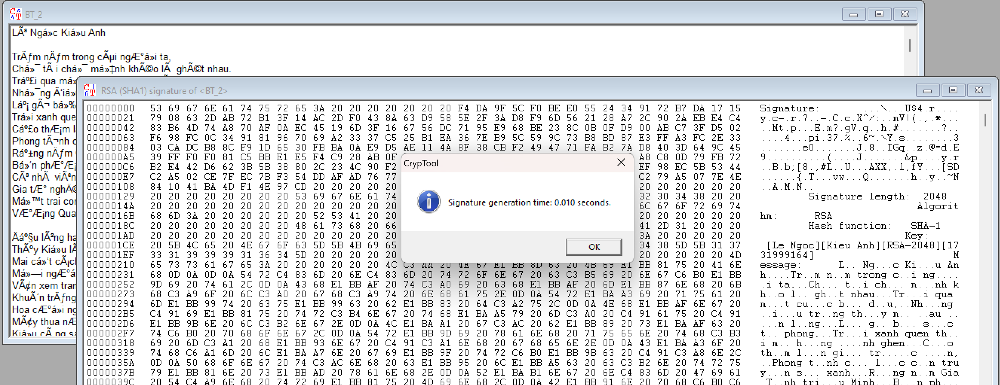 BT_2
LÃª Ngá»c Kiá»u Anh
TrÄƒm nÄƒm trong cÃµi ngÆ°á»i ta,
Chá»¯ tÃ i chá»¯ má»‡nh khÃ©o lÃ  ghÃ©t nhau.
Tráº£i qua má»
Nhá»¯ng Ä‘iá»
Láº¡ gÃ¬ bá»‰
Trá»i xanh que
Cáº£o thÆ¡m l
Phong tÃ¬nh c
Ráº±ng nÄƒm
Bá»‘n phÆ°Æ¡
CÃª nhÃ  viÃªn
Gia tÆ° nghÄ©
Má»™t trai con
VÆ°Æ¡ng Qua
Äáº§u lÃ²ng ha
ThÃºy Kiá»u lÃ
Mai cá»‘t cÃ¡ch
Má»—i ngÆ°á
VÃ¢n xem tran
KhuÃ´n trÄƒng
Hoa cÆ°á»i ng
MÃ¢y thua nÆ
Kiá»u cÃ ng sa
RSA (SHA1) signature of <BT_2>
00000000 53 69 67 6E 61 74 75 72 65 3A 20 20 20 20 20 20 20 F4 DA 9F 5C F0 BE E0 55 24 34 91 72 B7 DA 17 15 Signature: ...\...U$4.r....
00000021 79 08 63 2D AB 72 B1 3F 14 AC 2D F0 43 8A 63 D9 58 5E 2F 3A D8 F9 6D 56 21 28 A7 2C 90 2A EB E4 C4 y.c-.r.?..-.C.c.X^/:..mV!(.,.*...
00000042 83 B6 4D 74 A8 70 AF 0A EC 45 19 6D 3F 16 67 56 DC 71 95 E9 68 BE 23 8C 0B 0F D9 00 AB C7 3F D5 02 ..Mt.p...E.m?.gV.q..h.#.......?..
00000063 F6 98 FC 0C 34 91 81 96 70 69 A2 33 37 C5 25 B1 EA 36 7E B9 5C 59 9C 73 B8 BD 87 E3 FF A3 FC 2E 33 ....4...pi.37.%..6~.\Y.s........3
00000084 03 CA DC B8 8C F9 1D 65 30 FB BA 0A E9 D5 AE 11 4A 8F 38 CB F2 49 47 71 FA B2 7A D8 40 3D 64 9C 45 .......e0.......J.8..IGq..z.@=d.E
000000A5 39 FF F0 F0 81 C5 BB E1 E5 F4 C9 28 AB 0F A8 C8 0D 79 FB 72 9..........(....J.......&p....y.r
000000C6 B2 E4 42 D6 62 3B 5B 38 80 2C 23 4C 90 F2 EF 98 EC 5B 53 44 ..B.b;[8.,#L..U...AXX,.l,fY...[SD
000000E7 C2 A5 02 CE 7F EC 7B F3 54 DD AF AD 76 77 C2 79 A5 07 7E 4E ......{.T...vw...Q.......h..y..~N
00000108 84 10 41 BA 4D F1 4E 97 CD 20 20 20 20 20 20 20 20 20 20 20 ..A.M.N..
00000129 20 20 20 20 20 20 20 20 53 69 67 6E 61 74 32 30 34 38 20 20 Signature length: 2048
0000014A 20 20 20 20 20 20 20 20 20 20 20 20 20 20 6C 67 6F 72 69 74 Algorit
0000016B 68 6D 3A 20 20 20 20 20 20 52 53 41 20 20 20 20 20 20 20 20 hm: RSA
0000018C 20 20 20 20 20 20 20 20 48 61 73 68 20 66 41 2D 31 20 20 20 Hash function: SHA-1
000001AD 20 20 20 20 20 20 20 20 20 20 20 20 20 20 3A 20 20 20 20 20 Key:
000001CE 20 5B 4C 65 20 4E 67 6F 63 5D 5B 4B 69 65 34 38 5D 5B 31 37 [Le Ngoc][Kieu Anh][RSA-2048][17
000001EF 33 31 39 39 39 31 36 34 5D 20 20 20 20 20 20 20 20 20 20 4D 31999164] M
00000210 65 73 73 61 67 65 3A 20 20 20 20 20 20 4C C3 AA 20 4E 67 E1 BB 8D 63 20 4B 69 E1 BB 81 75 20 41 6E essage: L.. Ng...c Ki...u An
00000231 68 0D 0A 0D 0A 54 72 C4 83 6D 20 6E C4 83 6D 20 74 72 6F 6E 67 20 63 C3 B5 69 20 6E 67 C6 B0 E1 BB h....Tr..m n..m trong c..i ng....
00000252 9D 69 20 74 61 2C 0D 0A 43 68 E1 BB AF 20 74 C3 A0 69 20 63 68 E1 BB AF 20 6D E1 BB 87 6E 68 20 6B .i ta,..Ch... t..i ch... m...nh k
00000273 68 C3 A9 6F 20 6C C3 A0 20 67 68 C3 A9 74 20 6E 68 61 75 2E 0D 0A 54 72 E1 BA A3 69 20 71 75 61 20 h..o l.. gh..t nhau...Tr...i qua
00000294 6D E1 BB 99 74 20 63 75 E1 BB 99 63 20 62 E1 BB 83 20 64 C3 A2 75 2C 0D 0A 4E 68 E1 BB AF 6E 67 20 m...t cu...c b... d..u,..Nh...ng
000002B5 C4 91 69 E1 BB 81 75 20 74 72 C3 B4 6E 67 20 74 68 E1 BA A5 79 20 6D C3 A0 20 C4 91 61 75 20 C4 91 ..i...u tr..ng th...y m.. ..au ..
000002D6 E1 BB 9B 6E 20 6C C3 B2 6E 67 2E 0D 0A 4C E1 BA A1 20 67 C3 AC 20 62 E1 BB 89 20 73 E1 BA AF 63 20 ...n l..ng...L... g.. b... s...c
000002F7 74 C6 B0 20 70 68 6F 6E 67 2C 0D 0A 54 72 E1 BB 9D 69 20 78 61 6E 68 20 71 75 65 6E 20 74 68 C3 B3 t.. phong,..Tr...i xanh quen th..
00000318 69 20 6D C3 A1 20 68 E1 BB 93 6E 67 20 C4 91 C3 A1 6E 68 20 67 68 65 6E 2E 0D 0A 43 E1 BA A3 6F 20 i m.. h...ng ....nh ghen...C...o
00000339 74 68 C6 A1 6D 20 6C E1 BA A7 6E 20 67 69 E1 BB 9F 20 74 72 C6 B0 E1 BB 9B 63 20 C4 91 C3 A8 6E 2C th..m l...n gi... tr.....c ....n,
0000035A 0D 0A 50 68 6F 6E 67 20 74 C3 AC 6E 68 20 63 E1 BB 95 20 6C E1 BB A5 63 20 63 C3 B2 6E 20 74 72 75 ..Phong t..nh c... l...c c..n tru
0000037B 79 E1 BB 81 6E 20 73 E1 BB AD 20 78 61 6E 68 2E 0D 0A 52 E1 BA B1 6E 67 20 6E C4 83 6D 20 47 69 61 y...n s... xanh...R...ng n..m Gia
0000039C 20 54 C4 A9 6E 68 20 74 72 69 E1 BB 81 75 20 4D 69 6E 68 2C 0D 0A 42 E1 BB 91 6E 20 70 68 C6 B0 C6 T..nh tri...u Minh,..B...n ph...
CrypTool
Signature generation time: 0.010 seconds.
OK